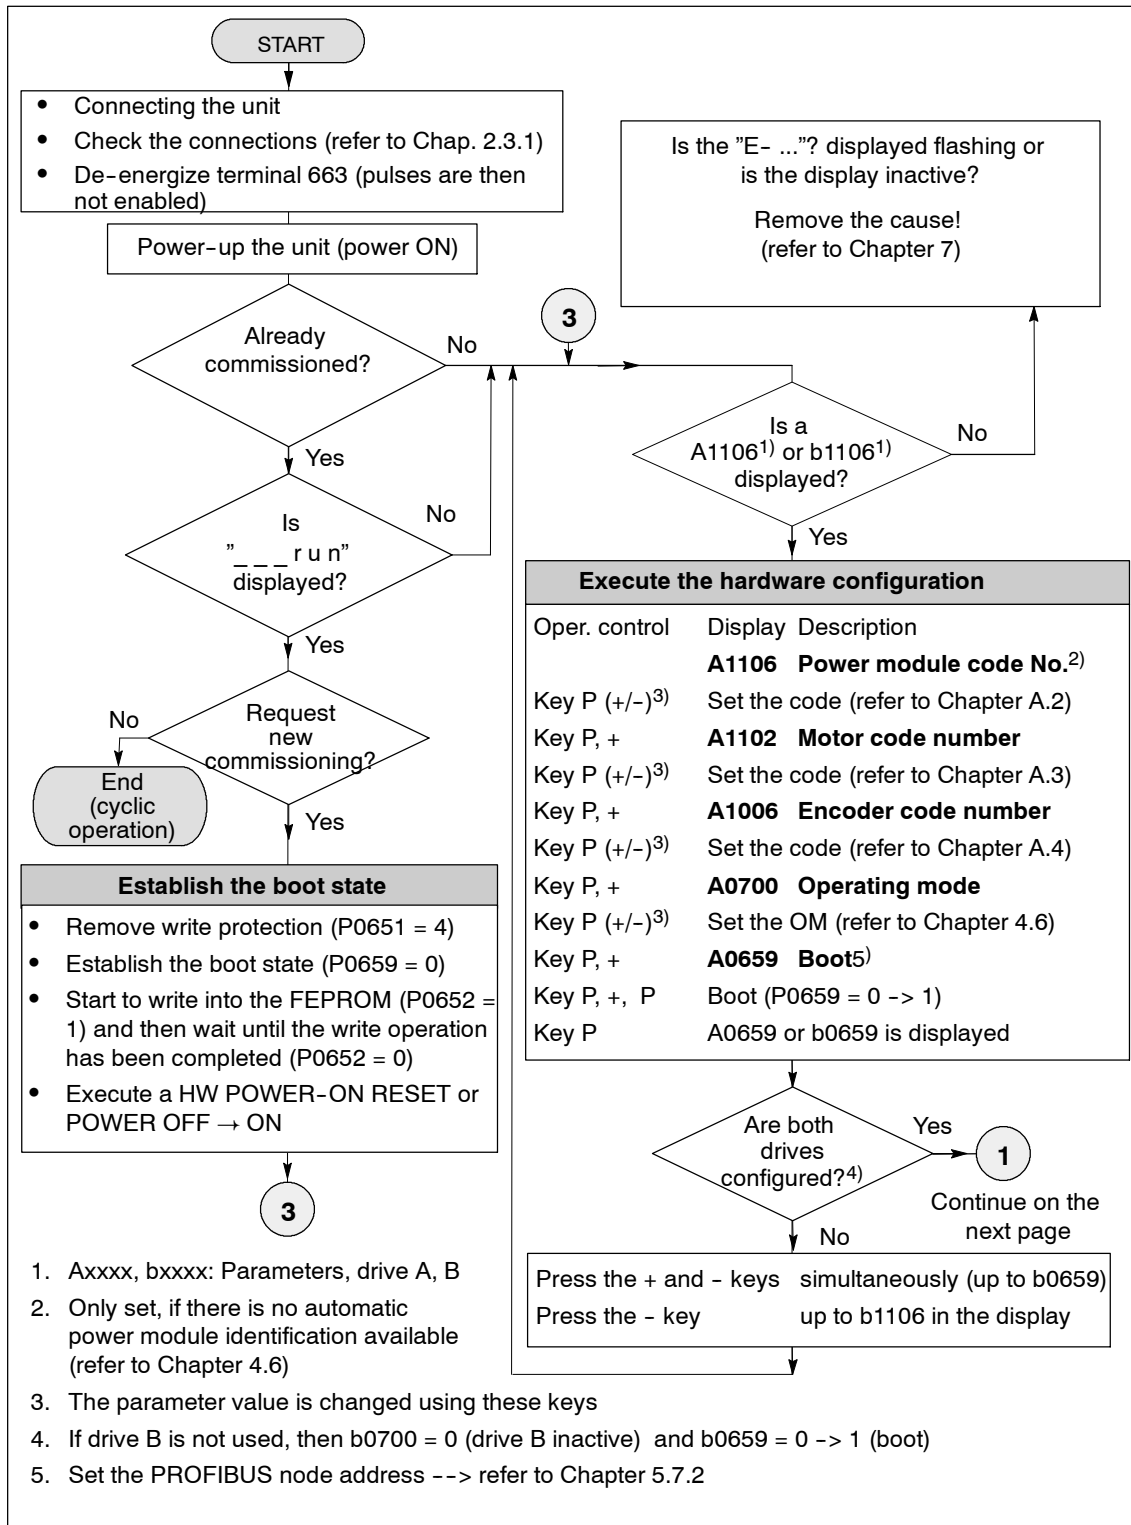 START
• Connecting the unit
• Check the connections (refer to Chap. 2.3.1)
• De-energize terminal 663 (pulses are then
not enabled)
Power-up the unit (power ON)
Already
commissioned?
No
Yes
Is
"_ _ _ r u n"
displayed?
No
Yes
Request
new
commissioning?
No
End
(cyclic
operation)
Yes
Establish the boot state
• Remove write protection (P0651 = 4)
• Establish the boot state (P0659 = 0)
• Start to write into the FEPROM (P0652 =
1) and then wait until the write operation
has been completed (P0652 = 0)
• Execute a HW POWER-ON RESET or
POWER OFF → ON
3
3
Is the "E- ..."? displayed flashing or
is the display inactive?
Remove the cause!
(refer to Chapter 7)
Is a
A1106¹⁾ or b1106¹⁾
displayed?
No
Yes
Execute the hardware configuration
Oper. control Display Description
A1106 Power module code No.²⁾
Key P (+/-)³⁾ Set the code (refer to Chapter A.2)
Key P, + A1102 Motor code number
Key P (+/-)³⁾ Set the code (refer to Chapter A.3)
Key P, + A1006 Encoder code number
Key P (+/-)³⁾ Set the code (refer to Chapter A.4)
Key P, + A0700 Operating mode
Key P (+/-)³⁾ Set the OM (refer to Chapter 4.6)
Key P, + A0659 Boot5⁾
Key P, +, P Boot (P0659 = 0 -> 1)
Key P A0659 or b0659 is displayed
Are both
drives
configured?⁴⁾
Yes
1
Continue on the
next page
No
Press the + and - keys simultaneously (up to b0659)
Press the - key up to b1106 in the display
1. Axxxx, bxxxx: Parameters, drive A, B
2. Only set, if there is no automatic
power module identification available
(refer to Chapter 4.6)
3. The parameter value is changed using these keys
4. If drive B is not used, then b0700 = 0 (drive B inactive) and b0659 = 0 -> 1 (boot)
5. Set the PROFIBUS node address --> refer to Chapter 5.7.2